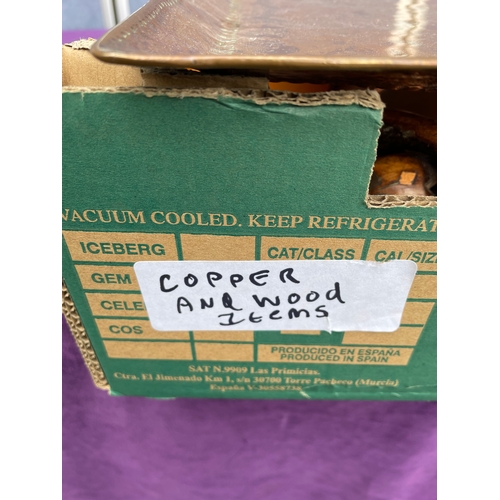 VACUUM COOLED. KEEP REFRIGERAT
ICEBERG CAT/CLASS CAL/SIZ
GEM
CELE
COS
COPPER
AND Wood
Items
PRODUCIDO EN ESPAÑA
PRODUCED IN SPAIN
SAT N.9909 Las Primicias.
Ctra. El Jimenado Km 1, s/n 30700 Torre Pacheco (Murcia)
España